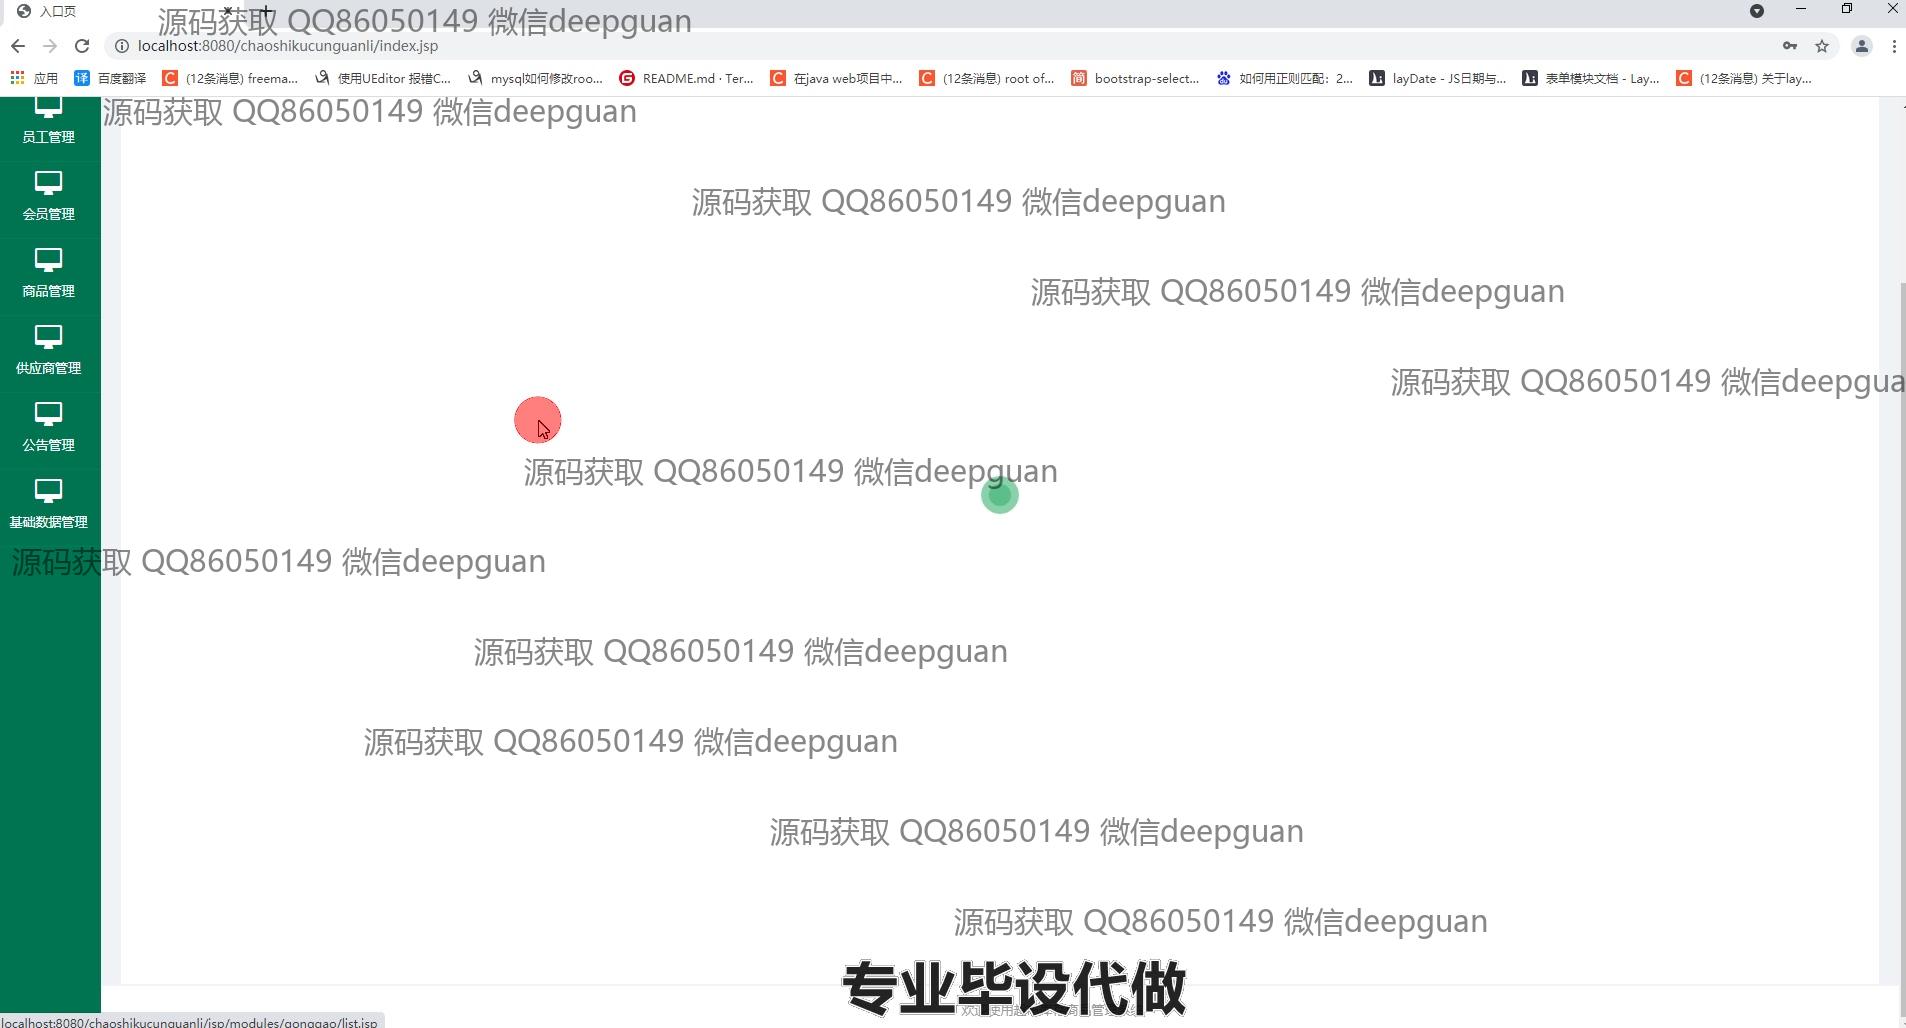 入口页
源码获取 QQ86050149 微信deepguan
localhost:8080/chaoshikucunguanli/index.jsp
应用 百度翻译 (12条消息) freema... 使用UEditor 报错C... mysql如何修改roo... README.md · Ter... 在java web项目中... (12条消息) root of... bootstrap-select... 如何用正则匹配：2... layDate - JS日期与... 表单模块文档 - Lay... (12条消息) 关于lay...
源码获取 QQ86050149 微信deepguan
员工管理
源码获取 QQ86050149 微信deepguan
会员管理
源码获取 QQ86050149 微信deepguan
商品管理
供应商管理
源码获取 QQ86050149 微信deepgua
公告管理
源码获取 QQ86050149 微信deepguan
基础数据管理
源码获取 QQ86050149 微信deepguan
源码获取 QQ86050149 微信deepguan
源码获取 QQ86050149 微信deepguan
源码获取 QQ86050149 微信deepguan
源码获取 QQ86050149 微信deepguan
专业毕设代做
localhost:8080/chaoshikucunguanli/jsp/modules/gonggao/list.jsp